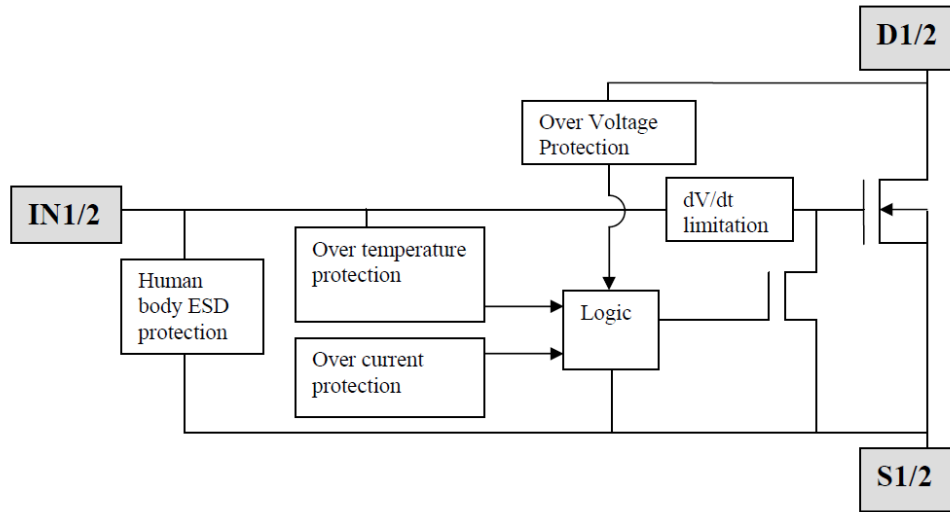 D1/2
Over Voltage
Protection
IN1/2
dV/dt
limitation
Over temperature
protection
Human
body ESD
protection
Logic
Over current
protection
S1/2